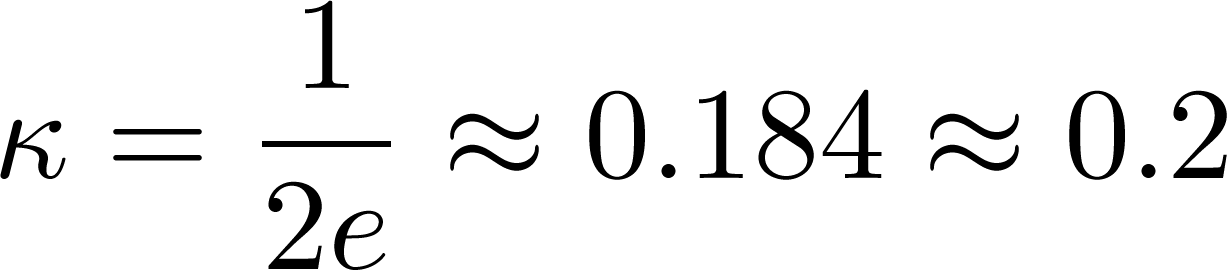 κ = 1/2e ≈ 0.184 ≈ 0.2